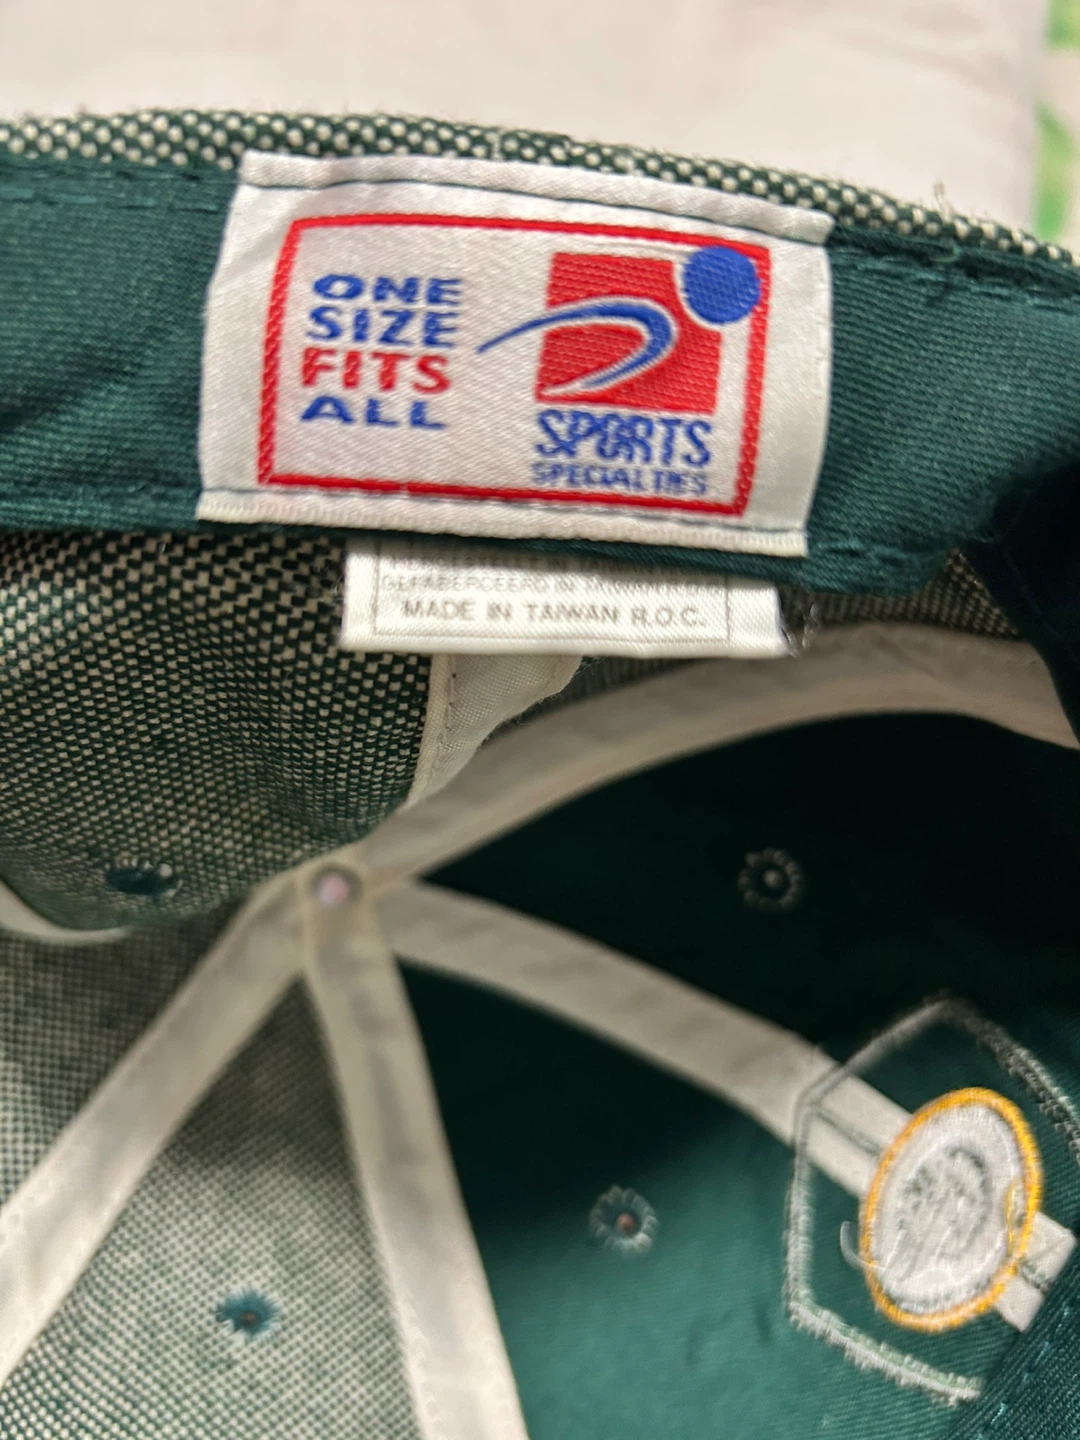 ONE
SIZE
FITS
ALL
SPORTS
SPECIALTIES
MADE IN TAIWAN R.O.C.